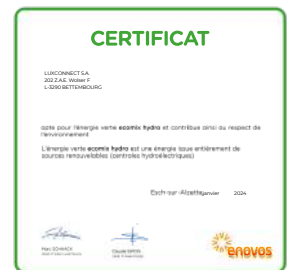 CERTIFICAT
LUXCONNECT S.A.
202 Z.A.E. Wolser F
L-3290 BETTEMBOURG
opte pour l'énergie verte ecomix hydro et contribue ainsi au respect de
l'environnement
L'énergie verte ecomix hydro est une énergie issue entièrement de
sources renouvelables (centrales hydroélectriques)
Esch-sur-Alzette, janvier 2024
enovos